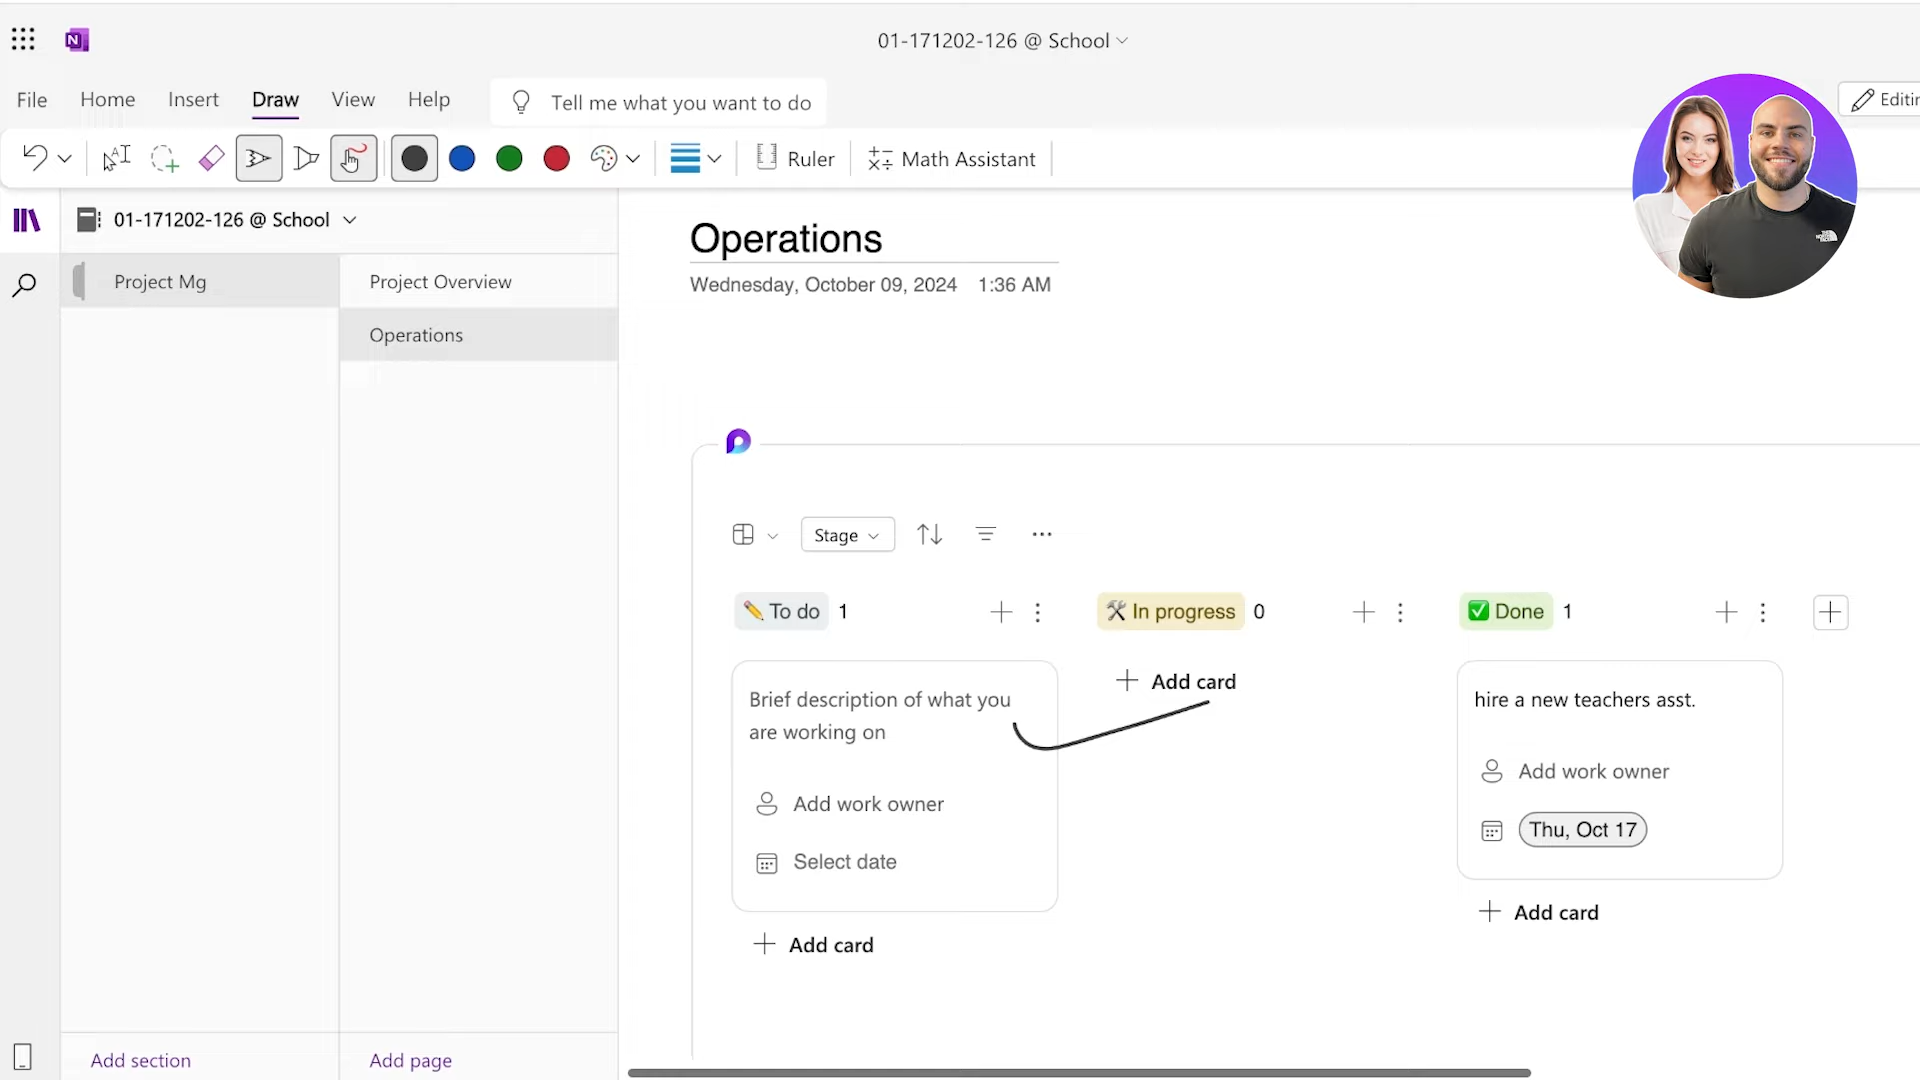 01-171202-126 @ School
File Home Insert Draw View Help Tell me what you want to do
Ruler Math Assistant
01-171202-126 @ School
Project Mg
Project Overview
Operations
Operations
Wednesday, October 09, 2024 1:36 AM
Stage
To do 1
In progress 0
Done 1
Brief description of what you
are working on
Add work owner
Select date
Add card
Add card
hire a new teachers asst.
Add work owner
Thu, Oct 17
Add card
Add section
Add page